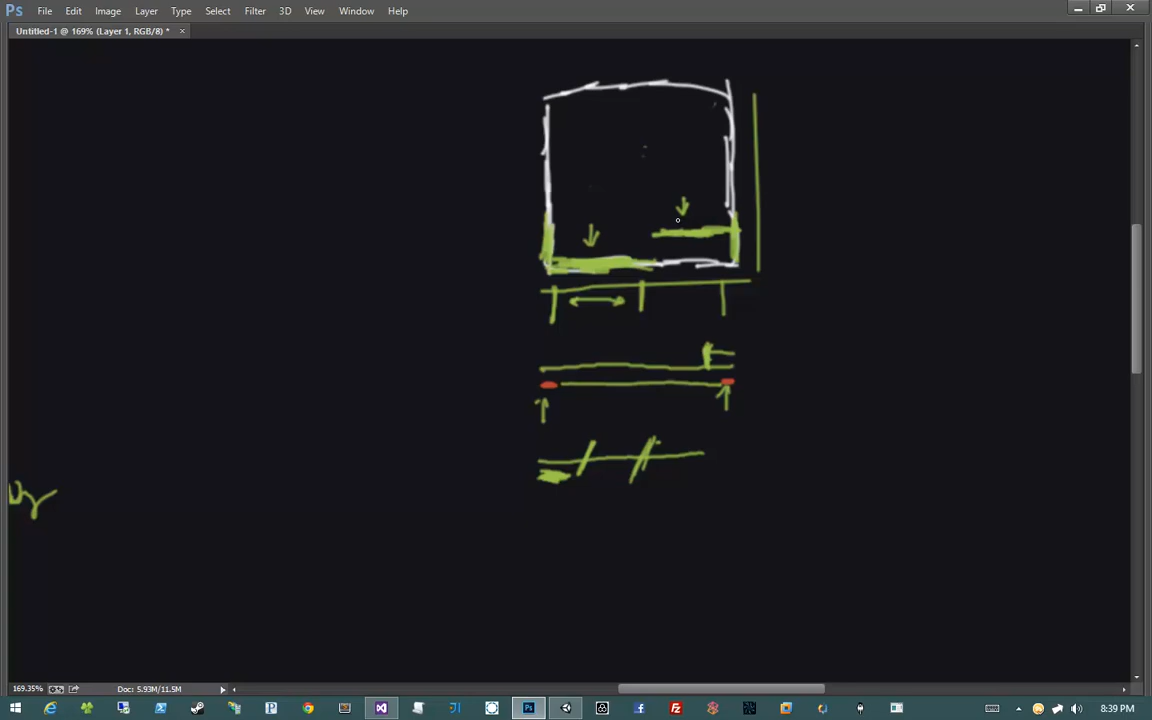 Ps File Edit Image Layer Type Select Filter 3D View Window Help
Untitled-1 @ 169% (Layer 1, RGB/8) * ×
169.35% Doc: 5.93M/11.5M
8:39 PM